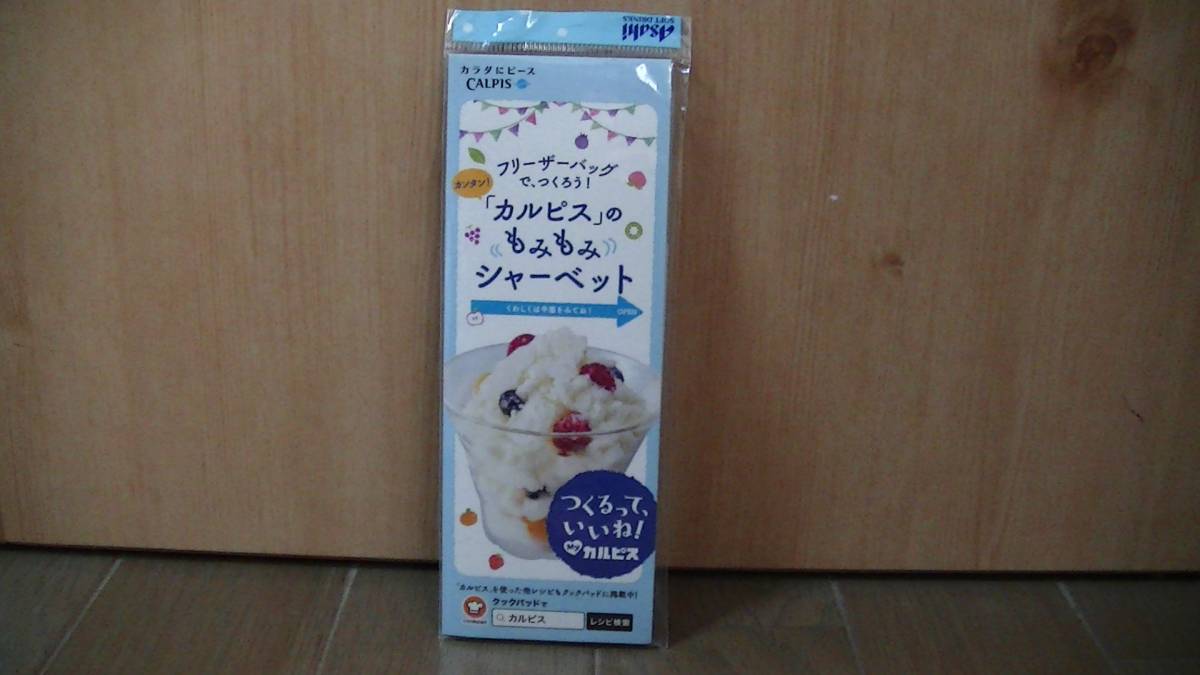 Asahi
SOFT DRINKS
カラダにピース
CALPIS
フリーザーバッグ
で、つくろう!
カンタン!
「カルピス」の
もみもみ
シャーベット
くわしくは中面をみてね!
OPEN
つくるって、
いいね!
My カルピス
「カルピス」を使った他レシピもクックパッドに掲載中!
クックパッドで
カルピス
レシピ検索